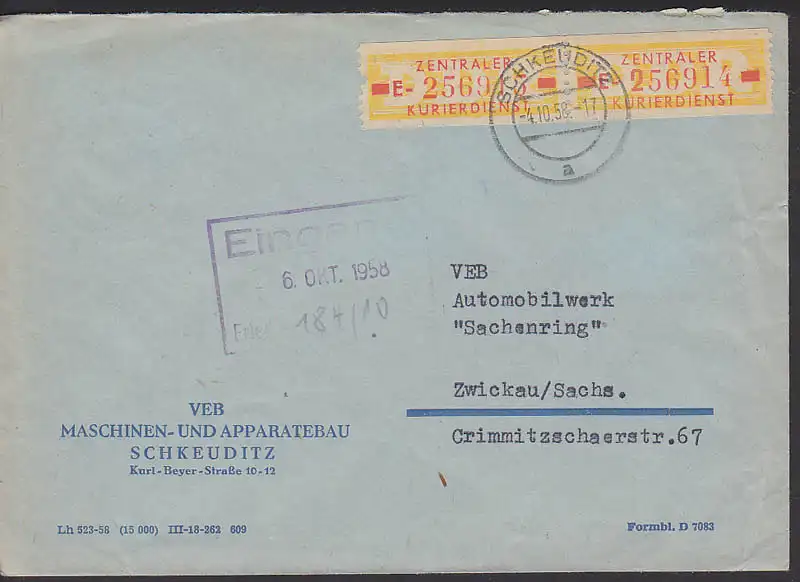 ZENTRALER ZENTRALER
E- 2569 E- 256914
KURIERDIENST KURIERDIENST
SCHKEUDITZ
-4.10.58-17
a
6. OKT. 1958
184/10
VEB
Automobilwerk
"Sachenring"
Zwickau/Sachs.
Crimmitzschaerstr.67
VEB
MASCHINEN-UND APPARATEBAU
SCHKEUDITZ
Kurl-Beyer-Straße 10-12
Lh 523-58 (15 000) III-18-262 609
Formbl. D 7083